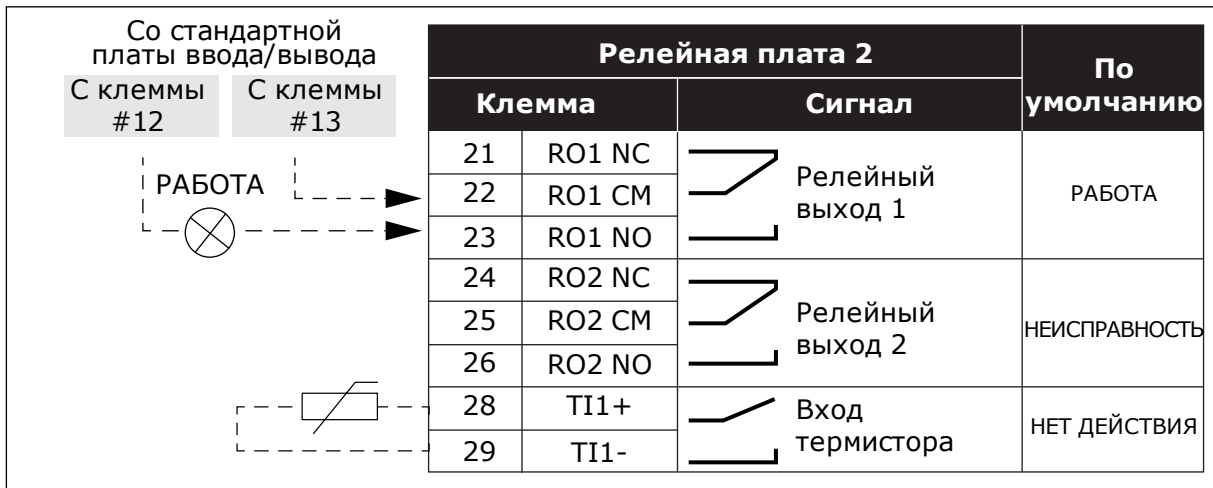 Со стандартной
платы ввода/вывода
С клеммы
#12
С клеммы
#13
РАБОТА
Релейная плата 2
По
умолчанию
Клемма
Сигнал
21 RO1 NC
22 RO1 CM
23 RO1 NO
Релейный
выход 1
РАБОТА
24 RO2 NC
25 RO2 CM
26 RO2 NO
Релейный
выход 2
НЕИСПРАВНОСТЬ
28 TI1+
29 TI1-
Вход
термистора
НЕТ ДЕЙСТВИЯ